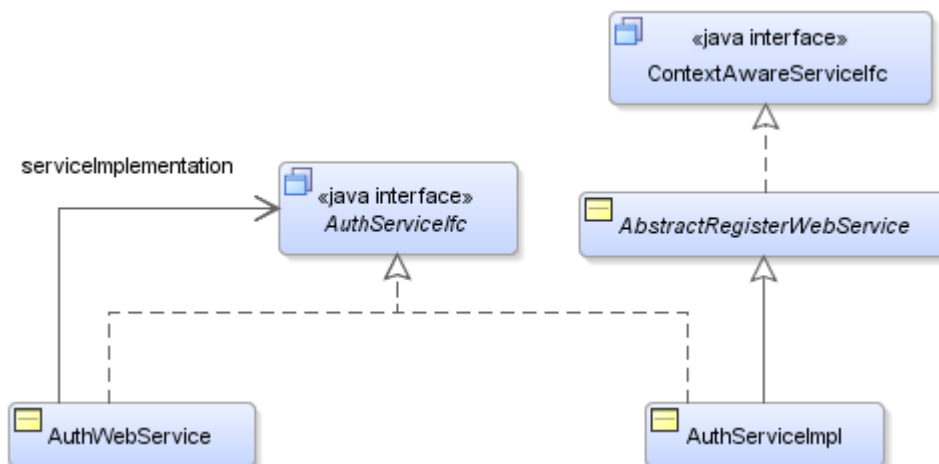 «java interface»
ContextAwareServiceIfc
serviceImplementation
«java interface»
AuthServiceIfc
AbstractRegisterWebService
AuthWebService
AuthServiceImpl